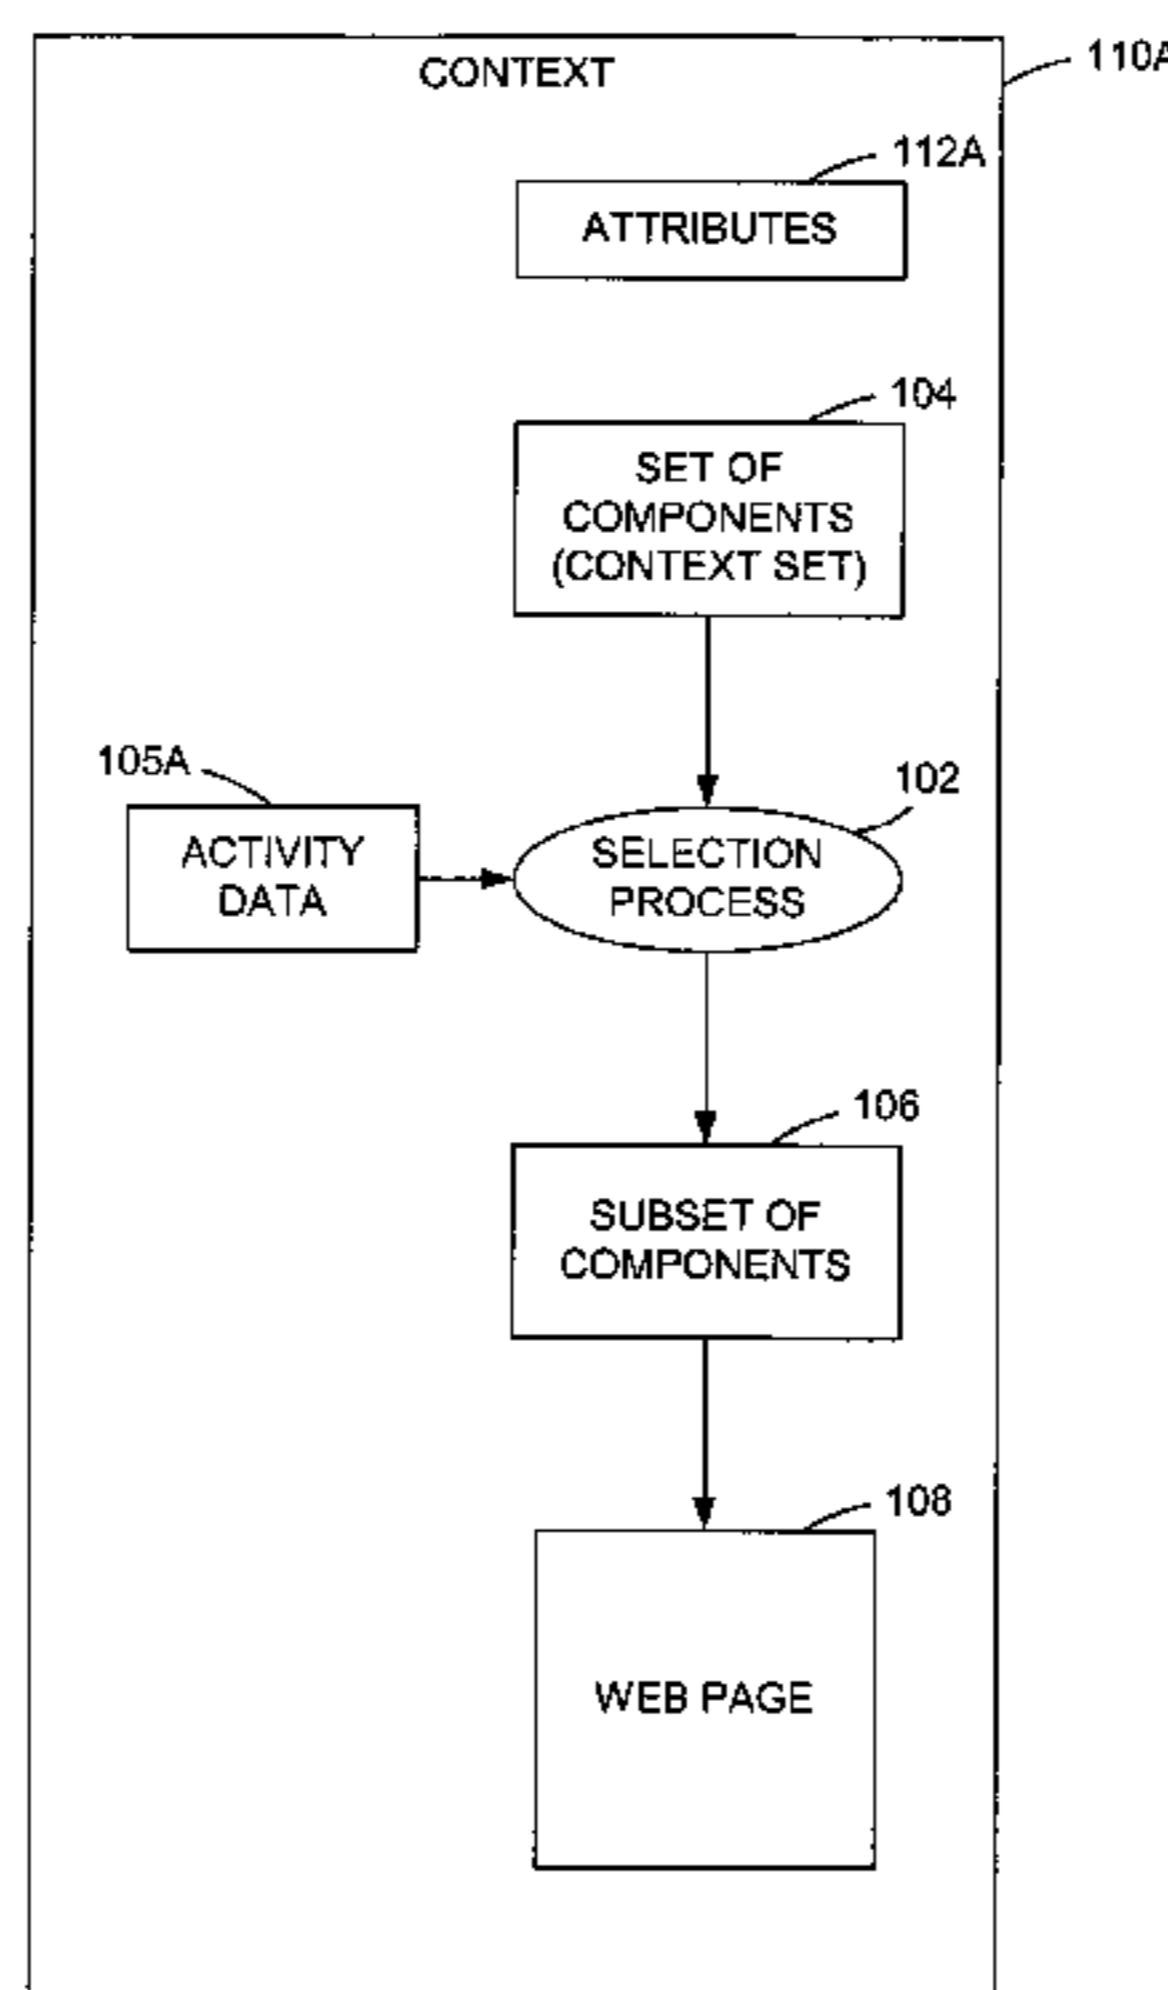 CONTEXT
110A
112A
ATTRIBUTES
104
SET OF
COMPONENTS
(CONTEXT SET)
105A
102
ACTIVITY
DATA
SELECTION
PROCESS
106
SUBSET OF
COMPONENTS
108
WEB PAGE